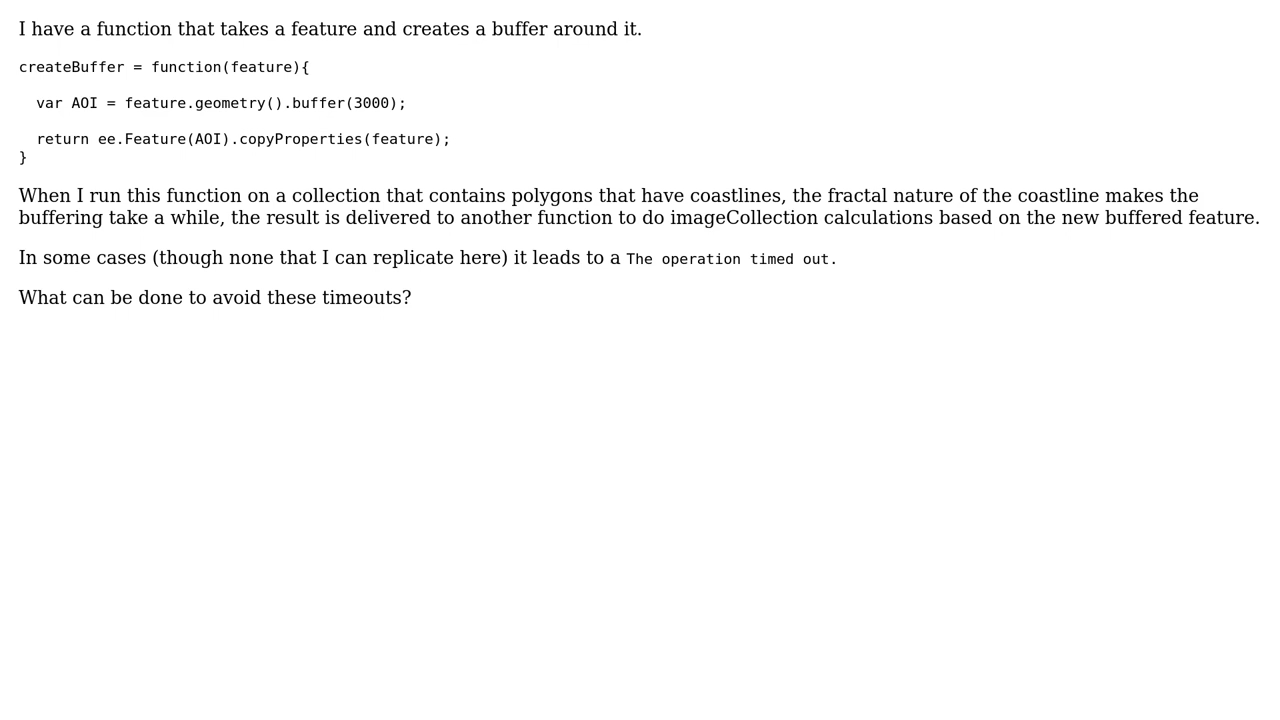 I have a function that takes a feature and creates a buffer around it.
createBuffer = function(feature){
  var AOI = feature.geometry().buffer(3000);
  return ee.Feature(AOI).copyProperties(feature);
}
When I run this function on a collection that contains polygons that have coastlines, the fractal nature of the coastline makes the
buffering take a while, the result is delivered to another function to do imageCollection calculations based on the new buffered feature.
In some cases (though none that I can replicate here) it leads to a The operation timed out.
What can be done to avoid these timeouts?